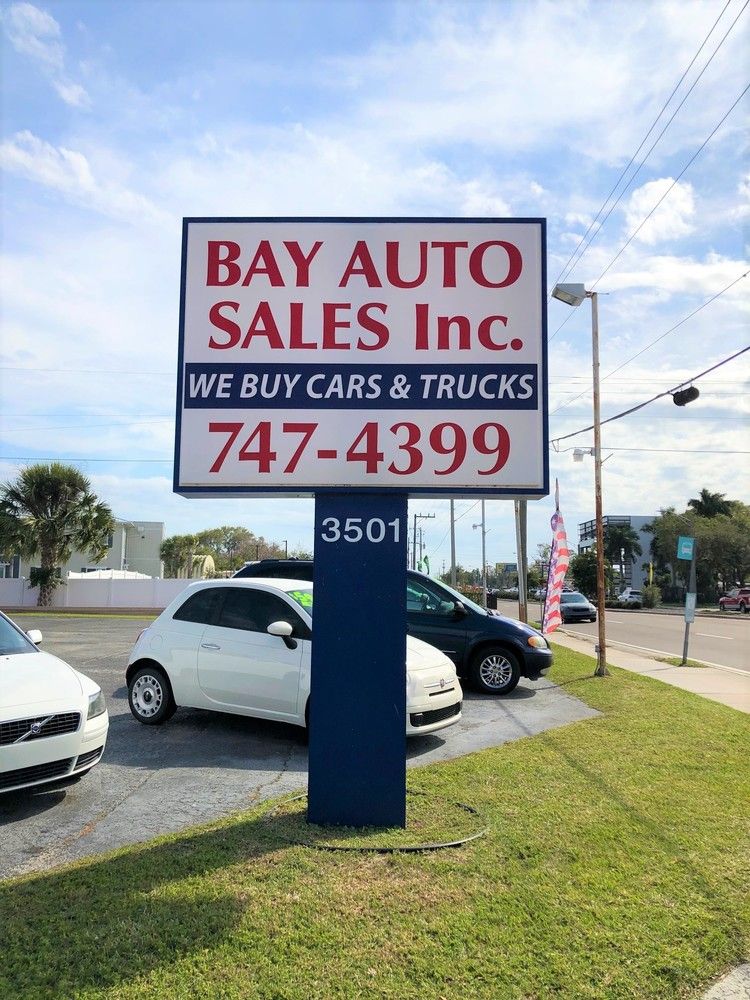 BAY AUTO
SALES Inc.
WE BUY CARS & TRUCKS
747-4399
3501